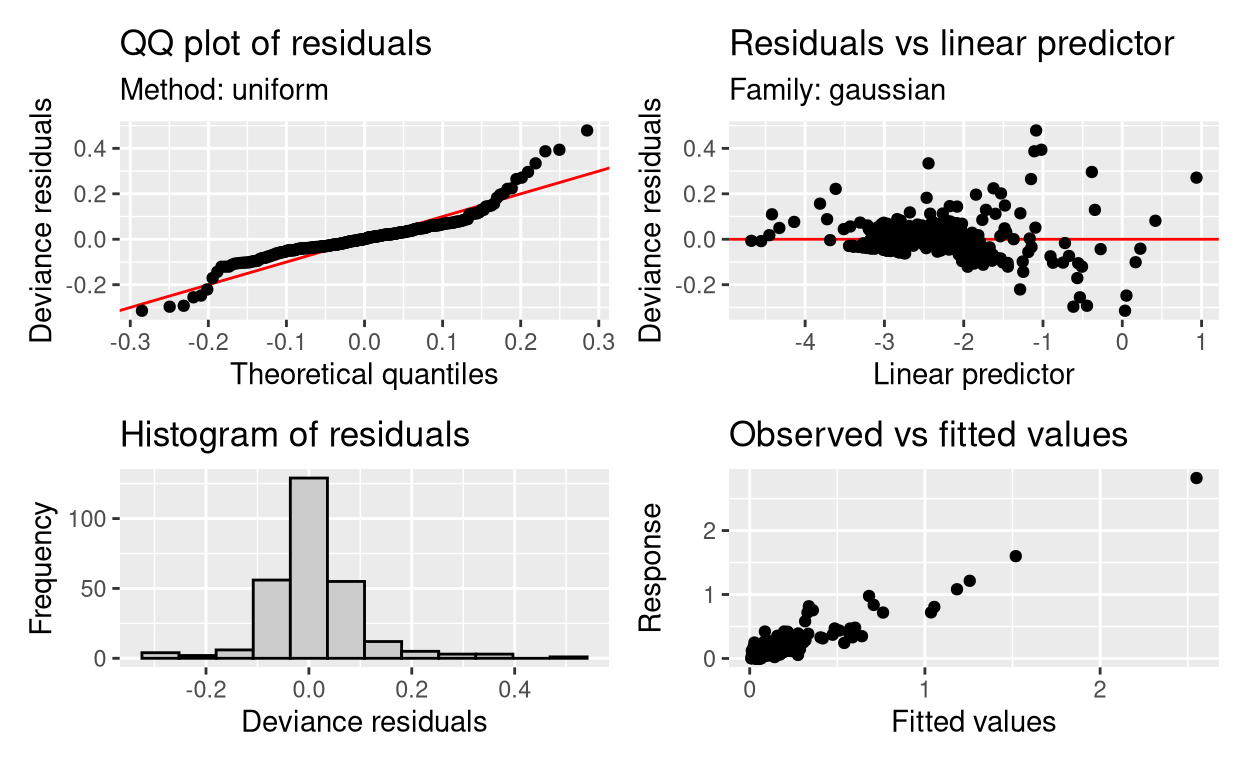 QQ plot of residuals
Method: uniform
Deviance residuals
0.4
0.2
0.0
-0.2
-0.3
-0.2
-0.1
0.0
0.1
0.2
0.3
Theoretical quantiles
Residuals vs linear predictor
Family: gaussian
Deviance residuals
0.4
0.2
0.0
-0.2
-4
-3
-2
-1
0
1
Linear predictor
Histogram of residuals
Frequency
100
50
0
-0.2
0.0
0.2
0.4
Deviance residuals
Observed vs fitted values
Response
2
1
0
0
1
2
Fitted values